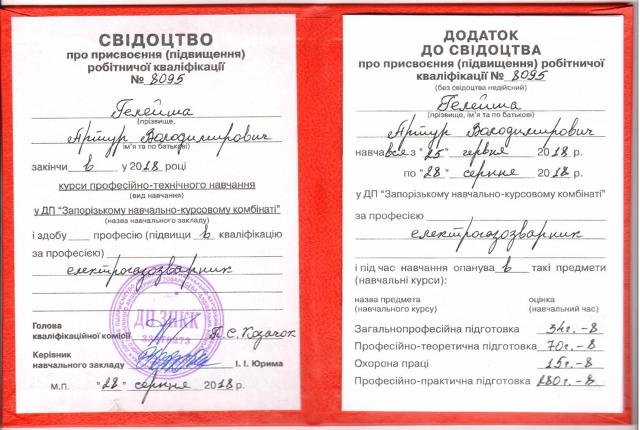 СВІДОЦТВО
про присвоєння (підвищення)
робітничої кваліфікації
№ 8095
Гелейша
(прізвище,
Артур Володимирович
ім'я та по батькові)
закінчив у 2018 році
курси професійно-технічного навчання
(вид навчання)
у ДП "Запорізькому навчально-курсовому комбінаті"
(назва навчального закладу)
і здобу___ професію (підвищив кваліфікацію
за професією)
електрогазозварник
ДП ЗНКК
Голова
кваліфікаційної комісії П.С. Козачок
Керівник
навчального закладу І. І. Юрима
М.П. "28" серпня 2018 р.
ДОДАТОК
ДО СВІДОЦТВА
про присвоєння (підвищення) робітничої
кваліфікації № 8095
(без свідоцтва недійсний)
Гелейша
(прізвище, ім'я та по батькові)
Артур Володимирович
навчався з "25" червня 2018 р.
по "28" серпня 2018 р.
у ДП "Запорізькому навчально-курсовому комбінаті"
за професією
електрогазозварник
і під час навчання опанував такі предмети
(навчальні курси):
назва предмета оцінка
(навчального курсу) (навчальний час)
Загальнопрофесійна підготовка 34г.-8
Професійно-теоретична підготовка 70г.-8
Охорона праці 15г.-8
Професійно-практична підготовка 280г.-8